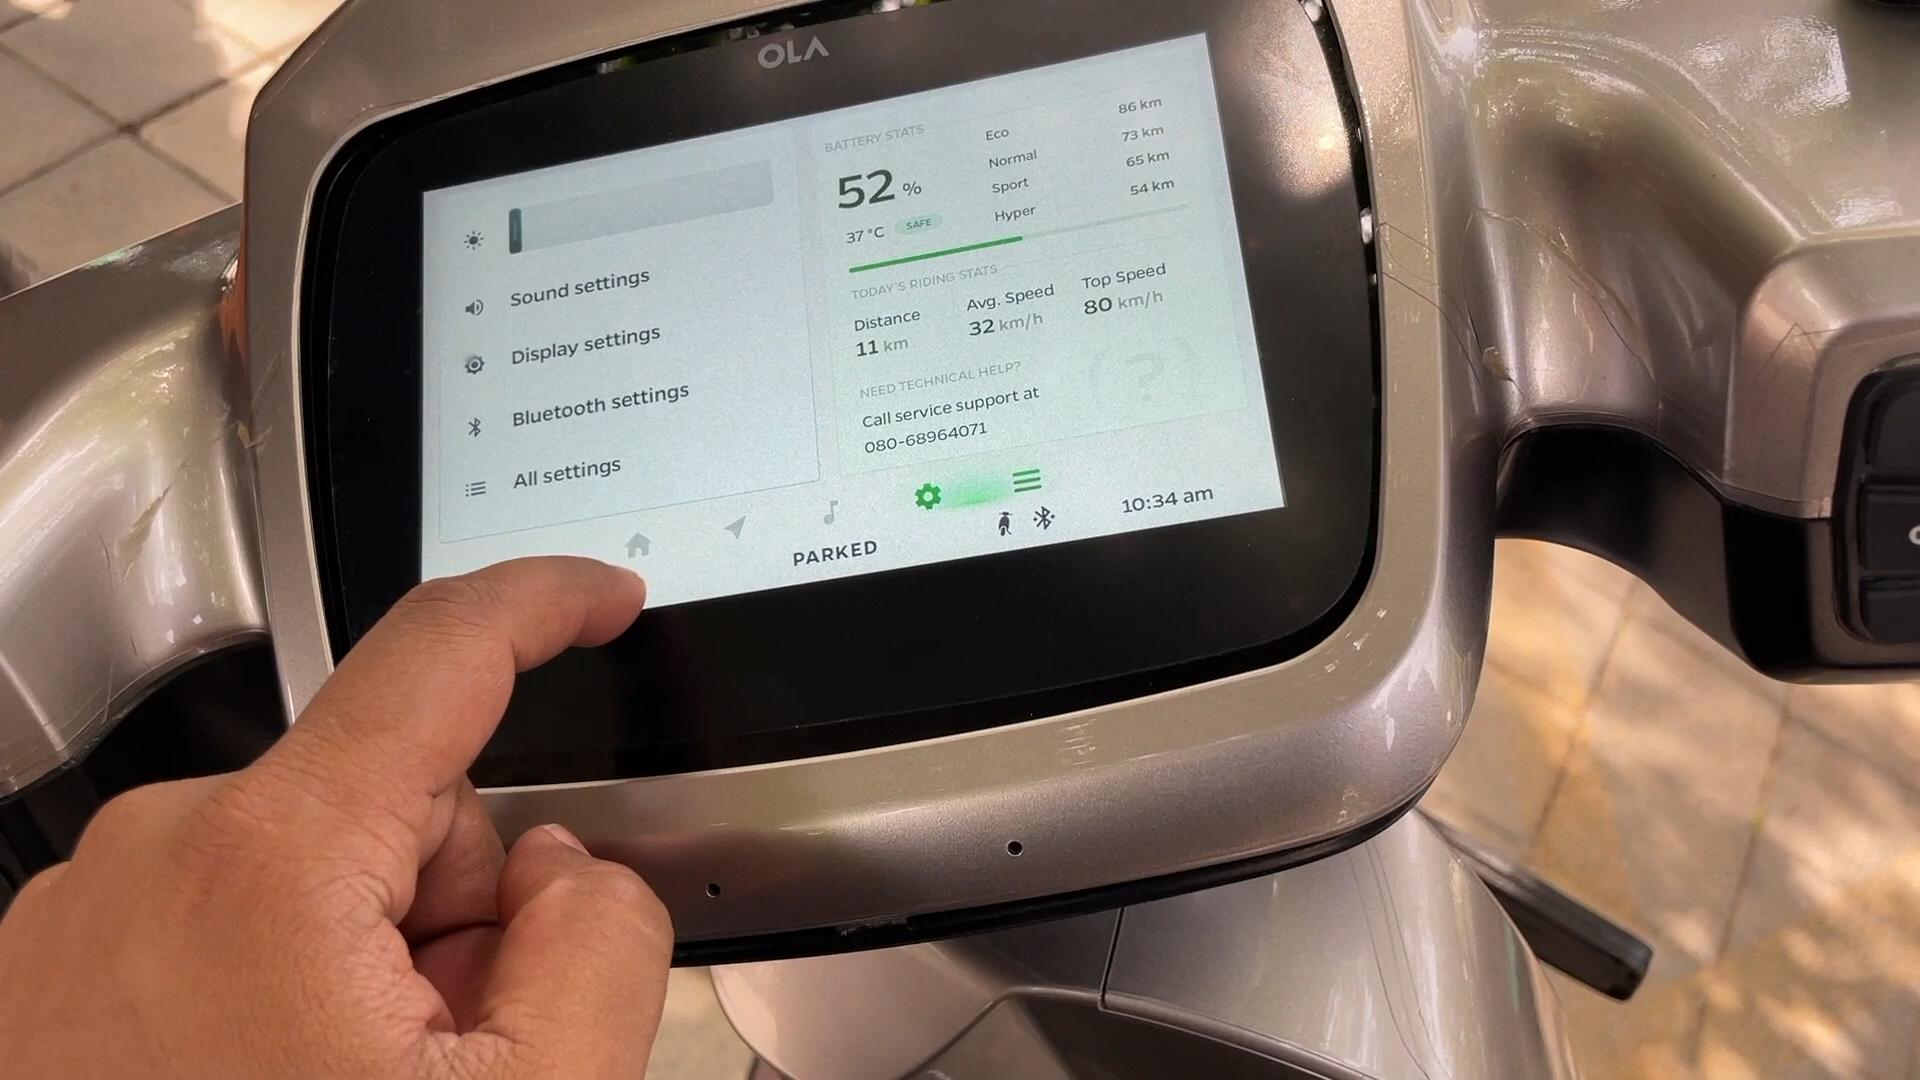 OLA
Sound settings
Display settings
Bluetooth settings
All settings
BATTERY STATS
52 %
37 °C SAFE
Eco 86 km
Normal 73 km
Sport 65 km
Hyper 54 km
TODAY'S RIDING STATS
Distance Avg. Speed Top Speed
11 km 32 km/h 80 km/h
NEED TECHNICAL HELP?
Call service support at
080-68964071
PARKED
10:34 am